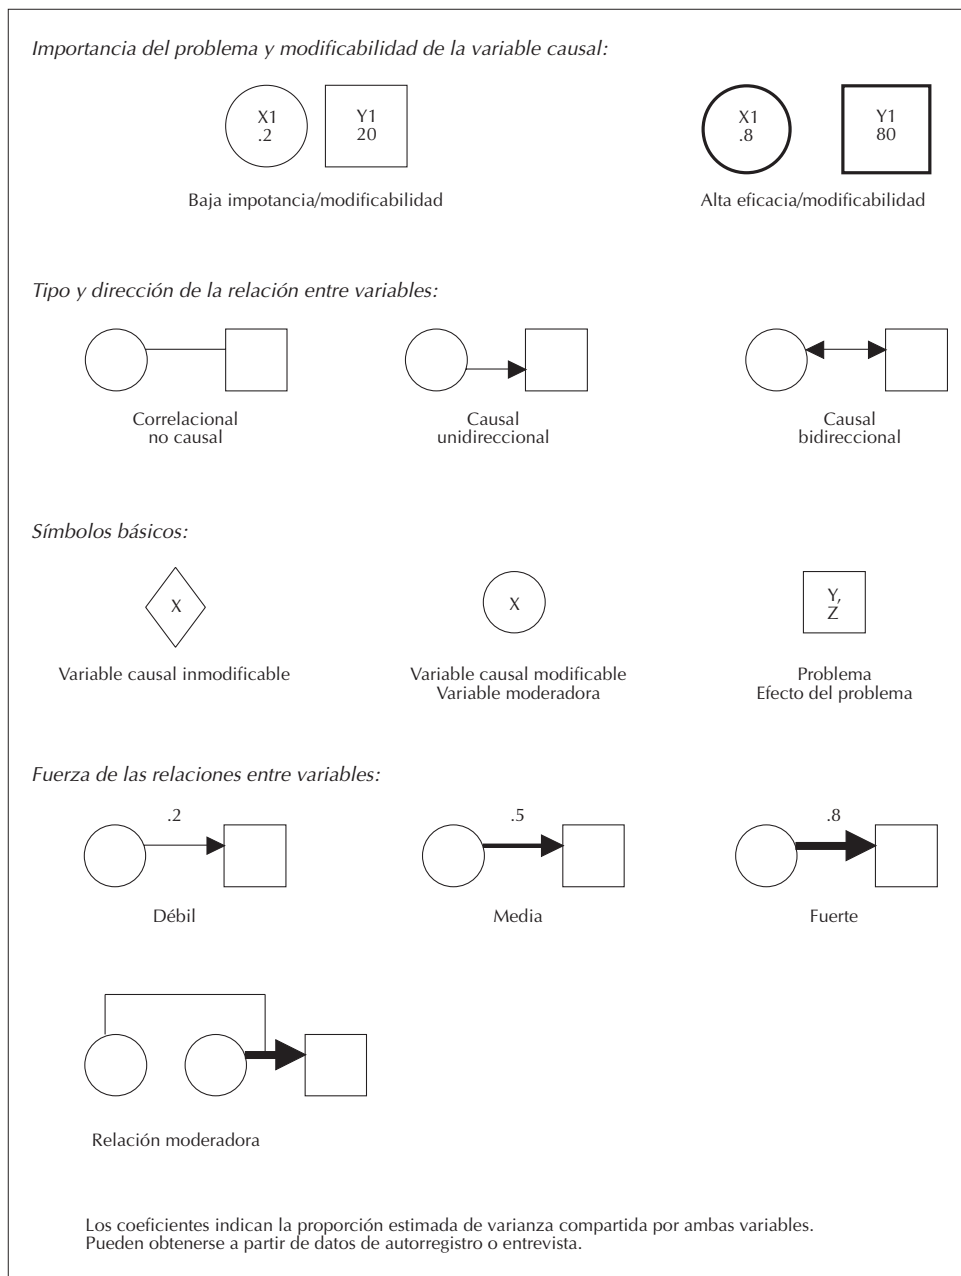 Importancia del problema y modificabilidad de la variable causal:
X1
.2
Y1
20
X1
.8
Y1
80
Baja impotancia/modificabilidad
Alta eficacia/modificabilidad
Tipo y dirección de la relación entre variables:
Correlacional
no causal
Causal
unidireccional
Causal
bidireccional
Símbolos básicos:
X
X
Y,
Z
Variable causal inmodificable
Variable causal modificable
Variable moderadora
Problema
Efecto del problema
Fuerza de las relaciones entre variables:
.2
.5
.8
Débil
Media
Fuerte
Relación moderadora
Los coeficientes indican la proporción estimada de varianza compartida por ambas variables.
Pueden obtenerse a partir de datos de autorregistro o entrevista.